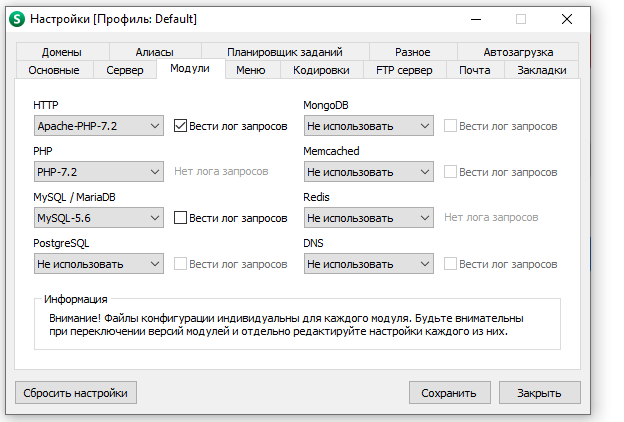 Настройки [Профиль: Default]
Домены Алиасы Планировщик заданий Разное Автозагрузка
Основные Сервер Модули Меню Кодировки FTP сервер Почта Закладки
HTTP
Apache-PHP-7.2 Вести лог запросов
PHP
PHP-7.2 Нет лога запросов
MySQL / MariaDB
MySQL-5.6 Вести лог запросов
PostgreSQL
Не использовать Вести лог запросов
MongoDB
Не использовать Вести лог запросов
Memcached
Не использовать Вести лог запросов
Redis
Не использовать Нет лога запросов
DNS
Не использовать Вести лог запросов
Информация
Внимание! Файлы конфигурации индивидуальны для каждого модуля. Будьте внимательны
при переключении версий модулей и отдельно редактируйте настройки каждого из них.
Сбросить настройки Сохранить Закрыть